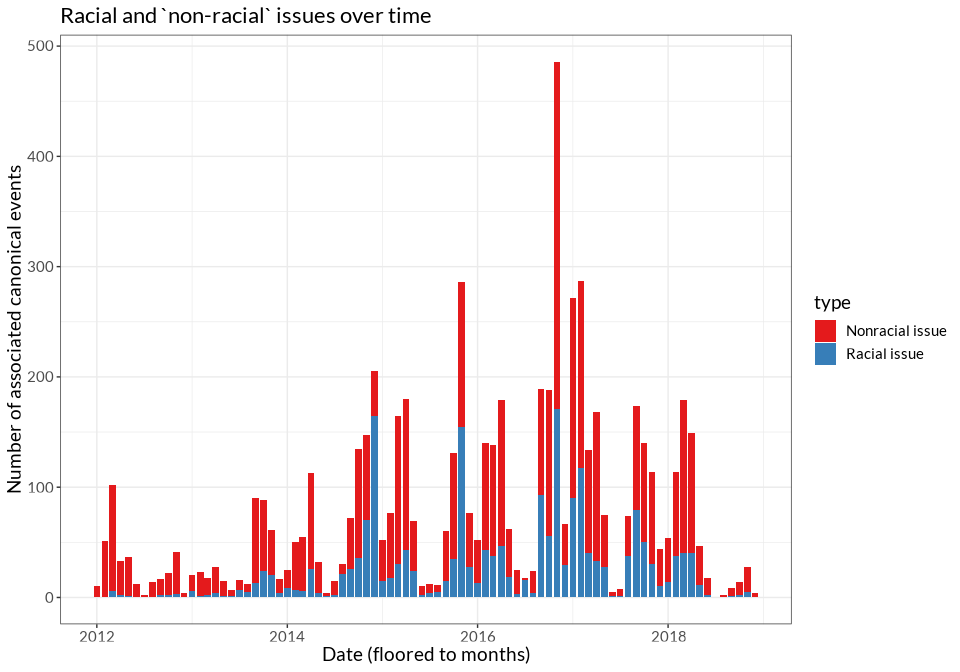 Racial and `non-racial` issues over time
Number of associated canonical events
500
400
300
200
100
0
2012
2014
2016
2018
Date (floored to months)
type
Nonracial issue
Racial issue